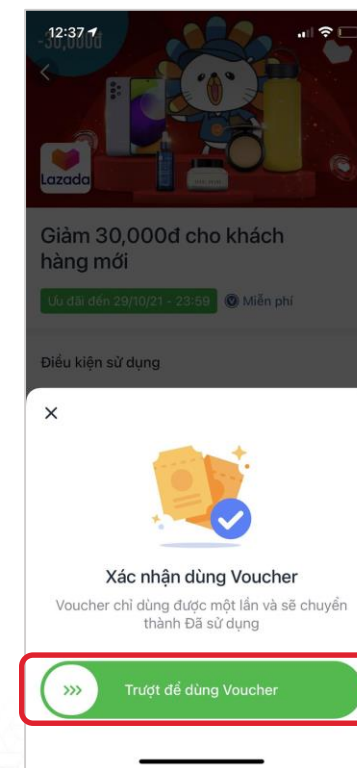 12:37
-30,000đ
Lazada
Giảm 30,000đ cho khách
hàng mới
Ưu đãi đến 29/10/21 - 23:59
Miễn phí
Điều kiện sử dụng
Xác nhận dùng Voucher
Voucher chỉ dùng được một lần và sẽ chuyển
thành Đã sử dụng
Trượt để dùng Voucher